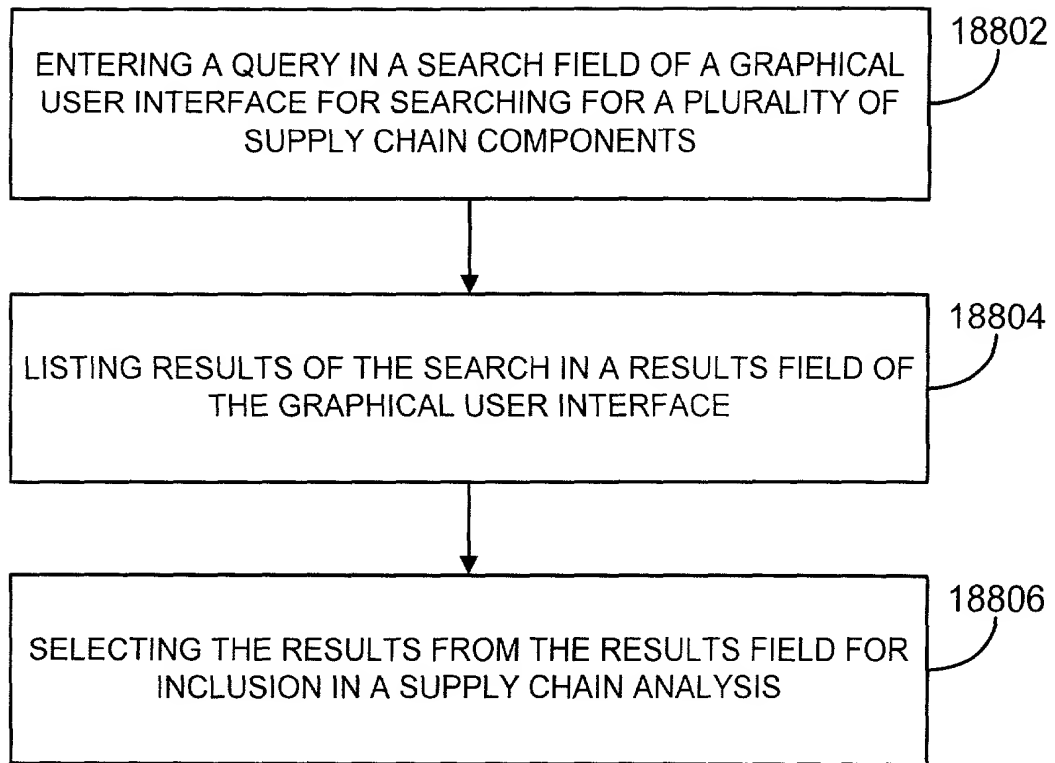 18802
ENTERING A QUERY IN A SEARCH FIELD OF A GRAPHICAL
USER INTERFACE FOR SEARCHING FOR A PLURALITY OF
SUPPLY CHAIN COMPONENTS
18804
LISTING RESULTS OF THE SEARCH IN A RESULTS FIELD OF
THE GRAPHICAL USER INTERFACE
18806
SELECTING THE RESULTS FROM THE RESULTS FIELD FOR
INCLUSION IN A SUPPLY CHAIN ANALYSIS